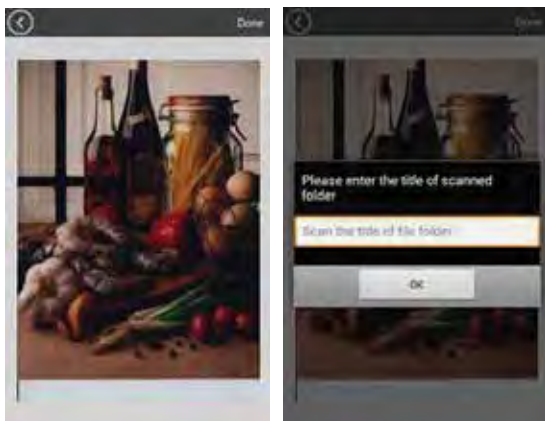 Done
Done
Please enter the title of scanned
folder
Scan the title of file folder
OK